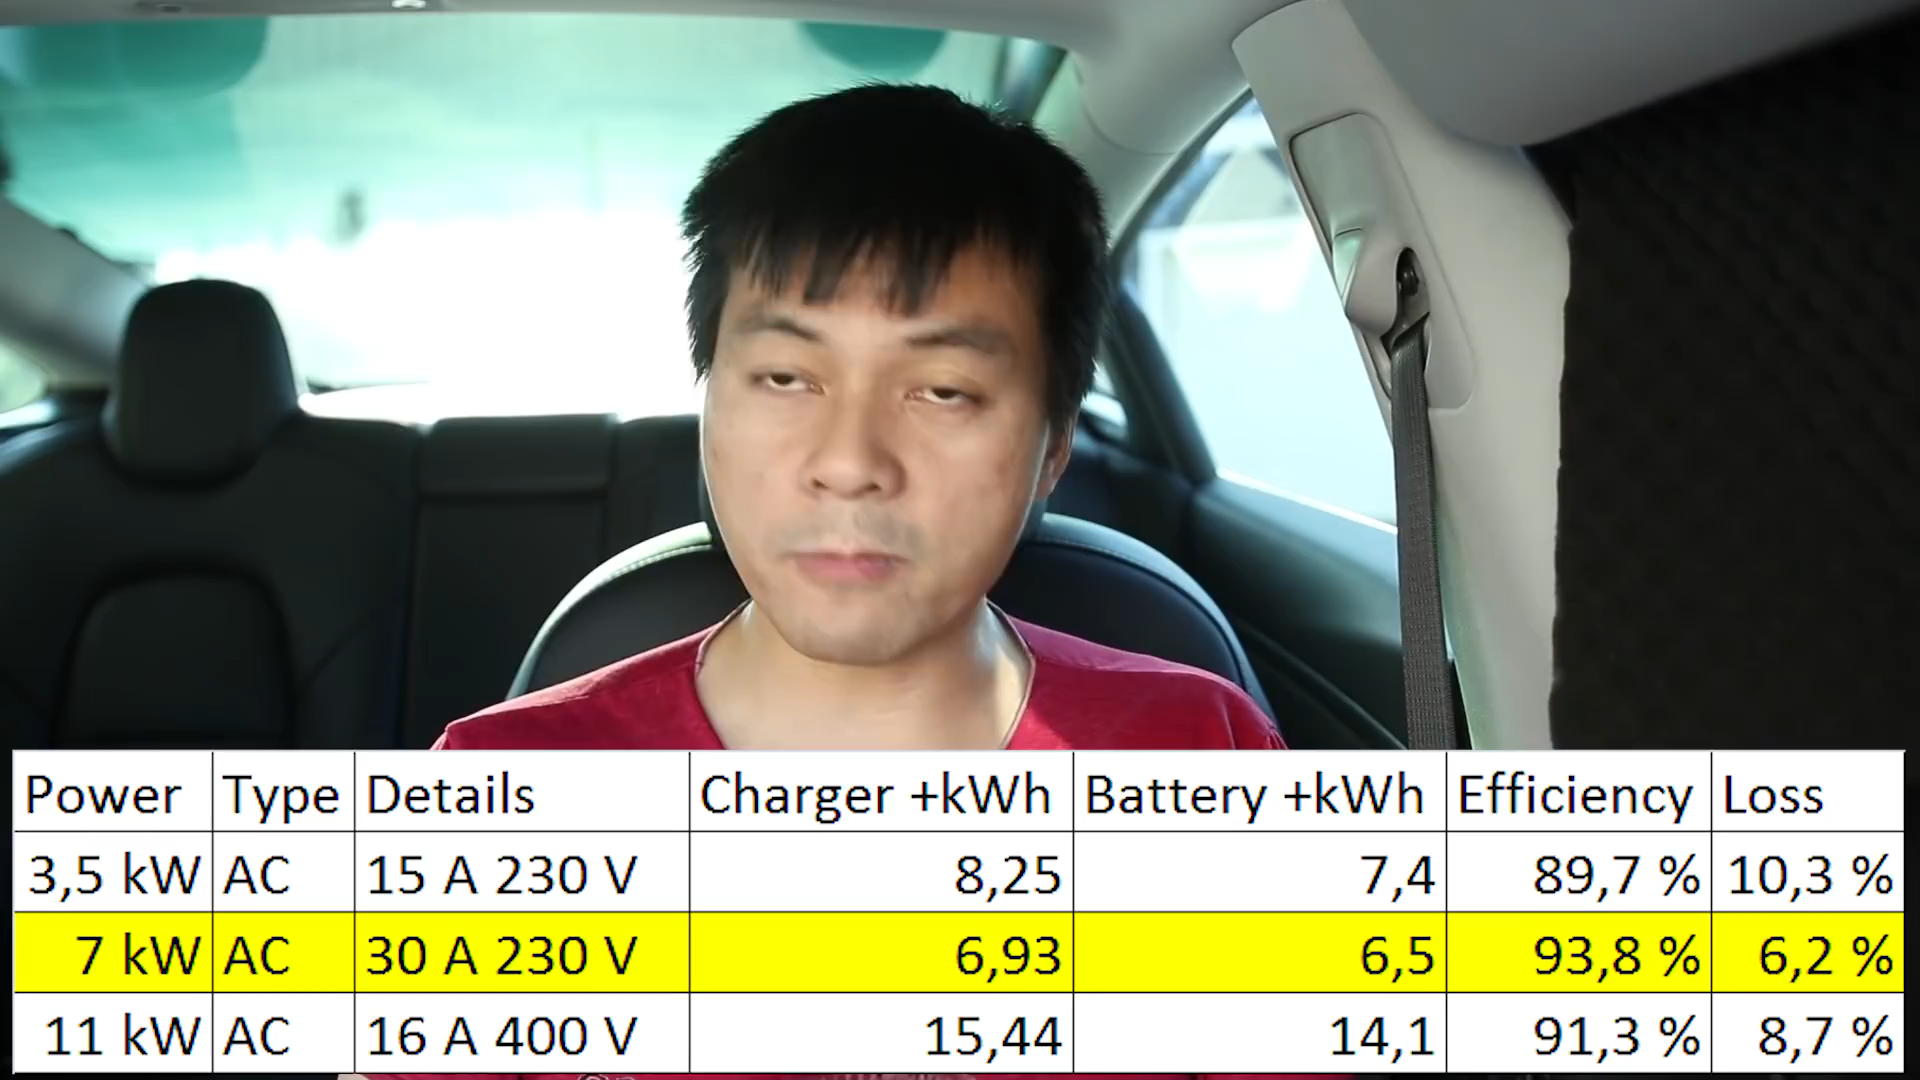 Power Type Details Charger +kWh Battery +kWh Efficiency Loss
3,5 kW AC 15 A 230 V 8,25 7,4 89,7 % 10,3 %
7 kW AC 30 A 230 V 6,93 6,5 93,8 % 6,2 %
11 kW AC 16 A 400 V 15,44 14,1 91,3 % 8,7 %